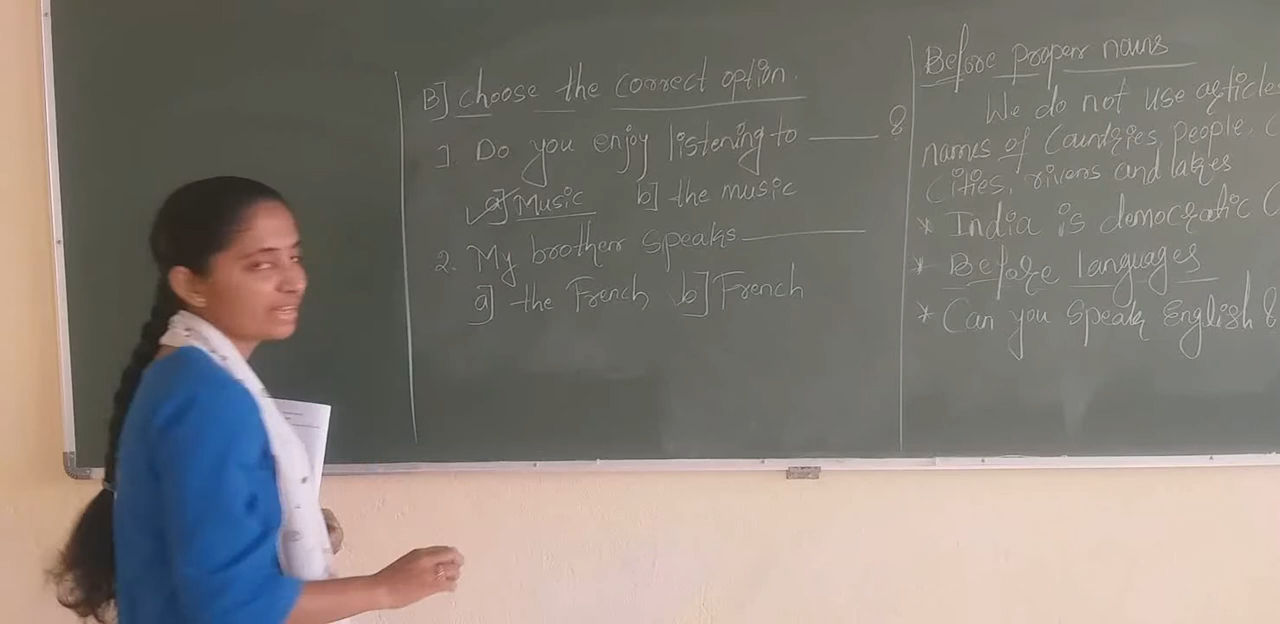 B] choose the correct option.
1. Do you enjoy listening to ——— ?
a] Music b] the music
2. My brother speaks ———
a] the French b] French
Before proper nouns
We do not use articles
names of Countries, People,
Cities, rivers and lakes
* India is democratic
* Before languages
* Can you speak English ?